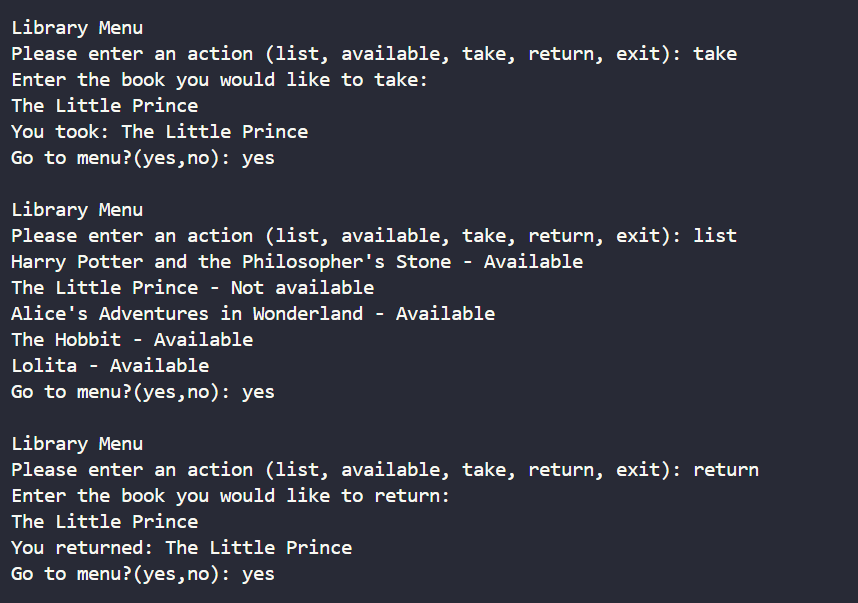 Library Menu
Please enter an action (list, available, take, return, exit): take
Enter the book you would like to take:
The Little Prince
You took: The Little Prince
Go to menu?(yes,no): yes
Library Menu
Please enter an action (list, available, take, return, exit): list
Harry Potter and the Philosopher's Stone - Available
The Little Prince - Not available
Alice's Adventures in Wonderland - Available
The Hobbit - Available
Lolita - Available
Go to menu?(yes,no): yes
Library Menu
Please enter an action (list, available, take, return, exit): return
Enter the book you would like to return:
The Little Prince
You returned: The Little Prince
Go to menu?(yes,no): yes